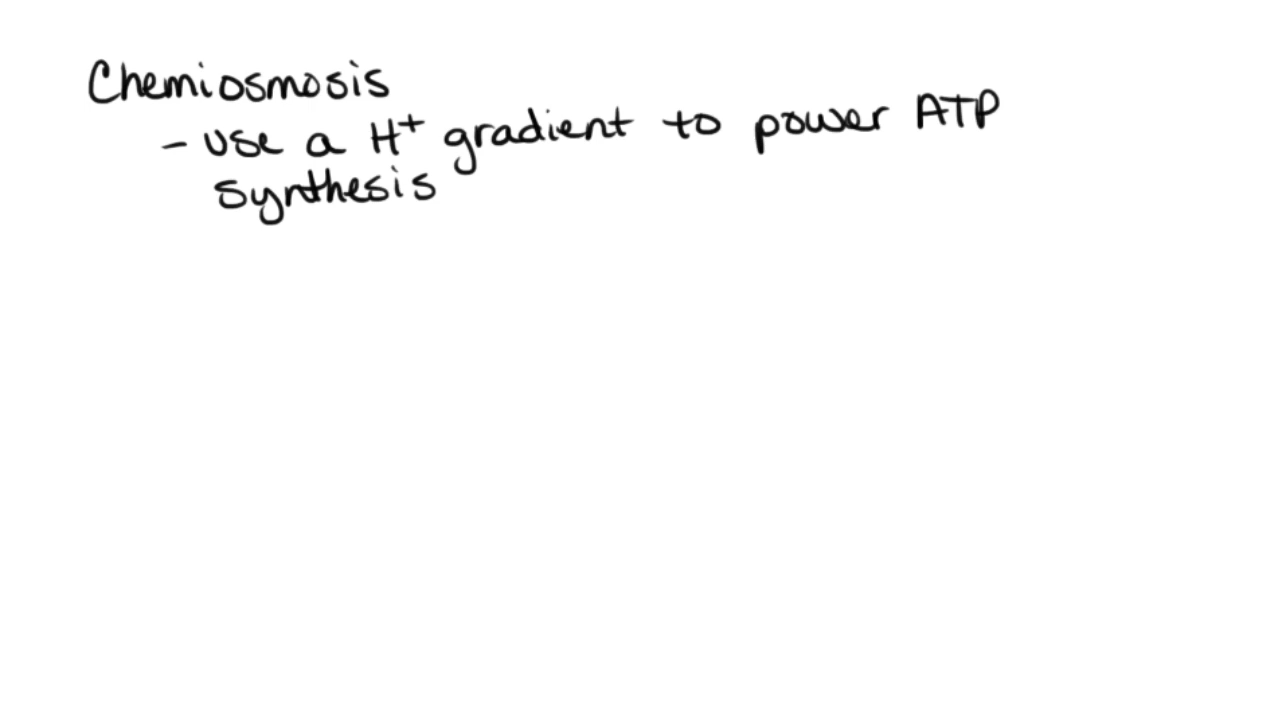 Chemiosmosis
- use a H⁺ gradient to power ATP
synthesis